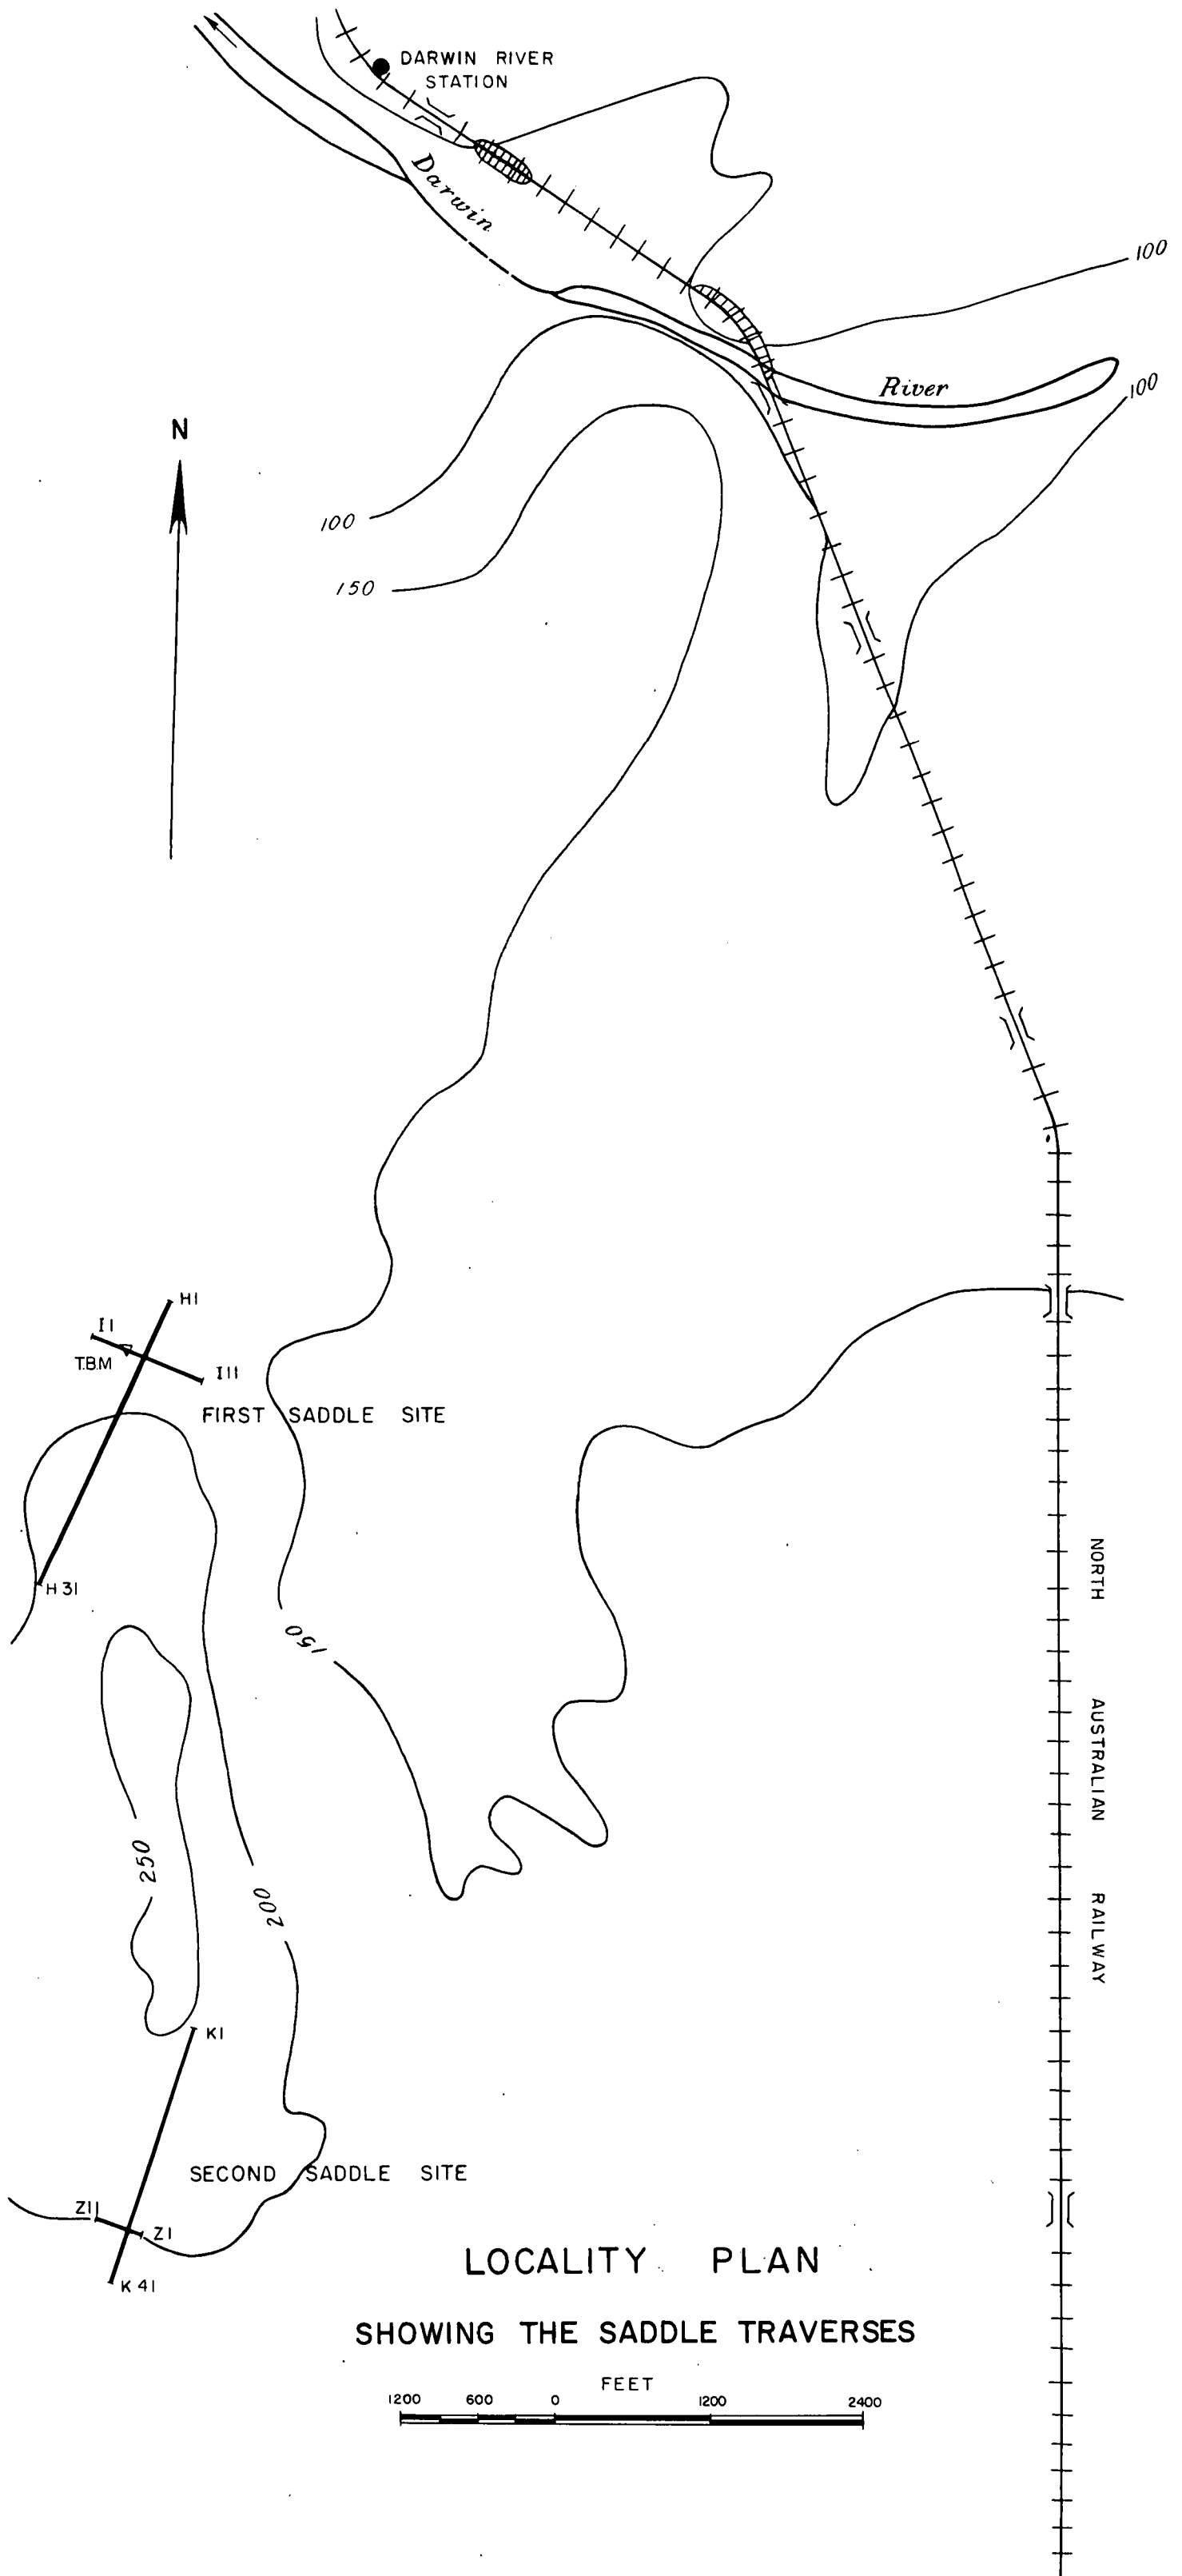 DARWIN RIVER
STATION
Darwin
100
River
100
N
100
150
H1
I1
T.B.M
I11
FIRST SADDLE SITE
H31
150
NORTH AUSTRALIAN RAILWAY
250
200
K1
SECOND SADDLE SITE
Z11
Z1
K41
LOCALITY PLAN
SHOWING THE SADDLE TRAVERSES
FEET
1200 600 0 1200 2400